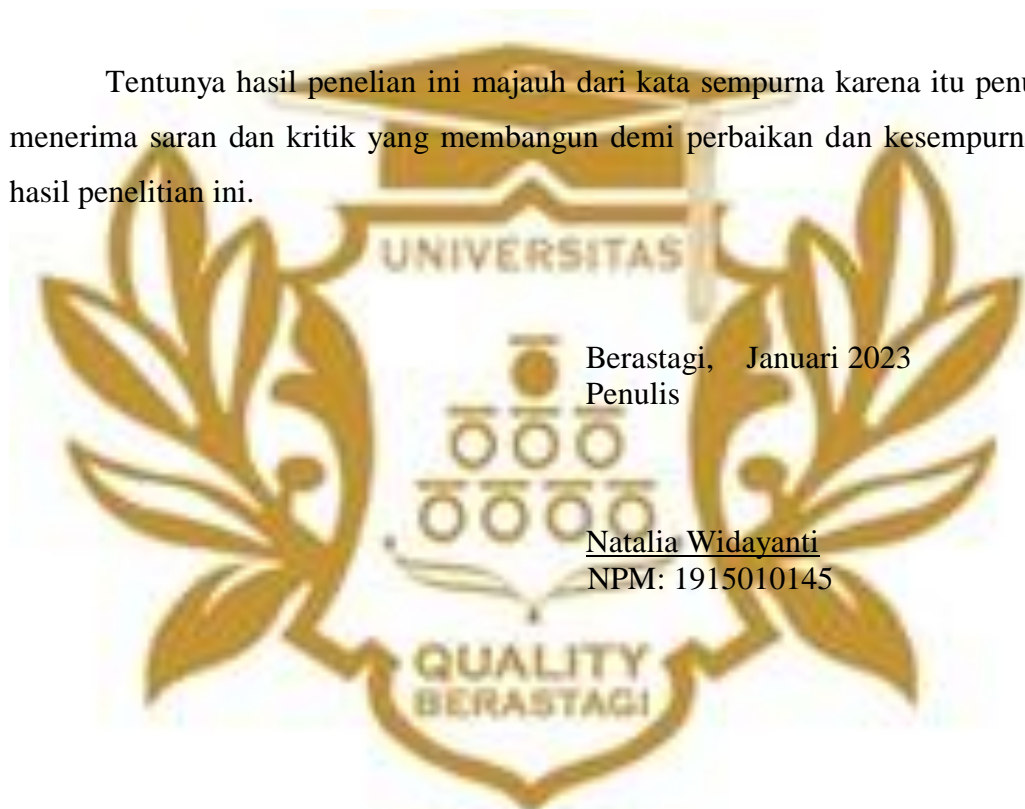 Tentunya hasil penelian ini majauh dari kata sempurna karena itu penu
menerima saran dan kritik yang membangun demi perbaikan dan kesempurn
hasil penelitian ini.
UNIVERSITAS
Berastagi, Januari 2023
Penulis
Natalia Widayanti
NPM: 1915010145
QUALITY
BERASTAGI